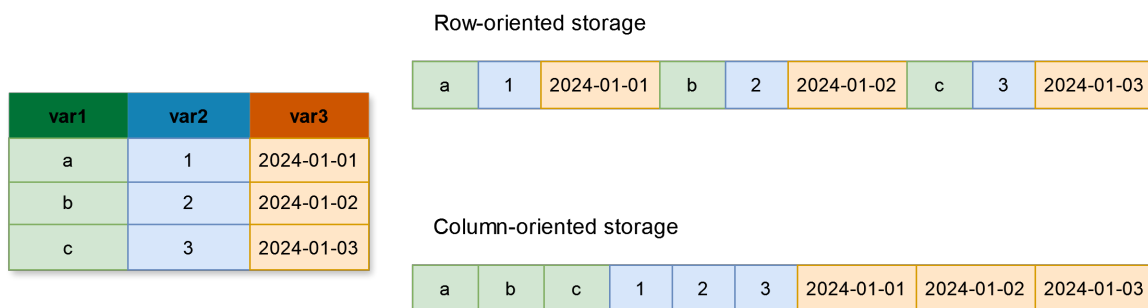 var1 var2 var3
a 1 2024-01-01
b 2 2024-01-02
c 3 2024-01-03
Row-oriented storage
a 1 2024-01-01 b 2 2024-01-02 c 3 2024-01-03
Column-oriented storage
a b c 1 2 3 2024-01-01 2024-01-02 2024-01-03